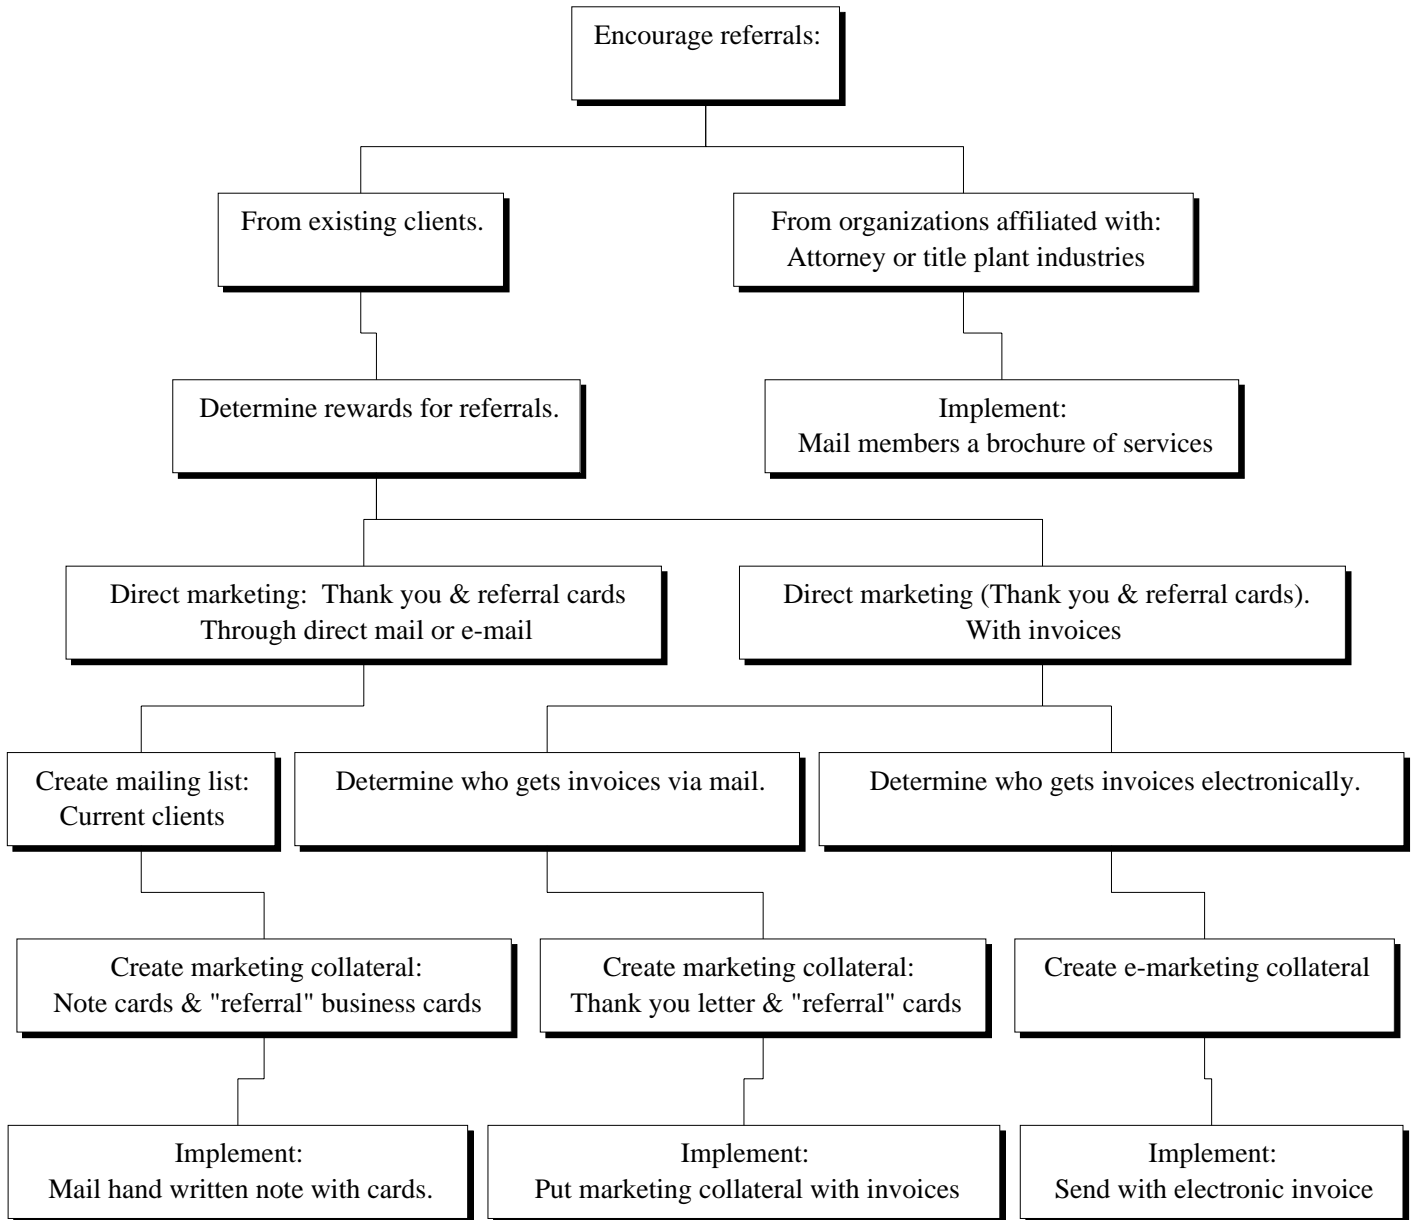 Encourage referrals:
From existing clients.
From organizations affiliated with:
Attorney or title plant industries
Determine rewards for referrals.
Implement:
Mail members a brochure of services
Direct marketing:  Thank you & referral cards
Through direct mail or e-mail
Direct marketing (Thank you & referral cards).
With invoices
Create mailing list:
Current clients
Determine who gets invoices via mail.
Determine who gets invoices electronically.
Create marketing collateral:
Note cards & "referral" business cards
Create marketing collateral:
Thank you letter & "referral" cards
Create e-marketing collateral
Implement:
Mail hand written note with cards.
Implement:
Put marketing collateral with invoices
Implement:
Send with electronic invoice